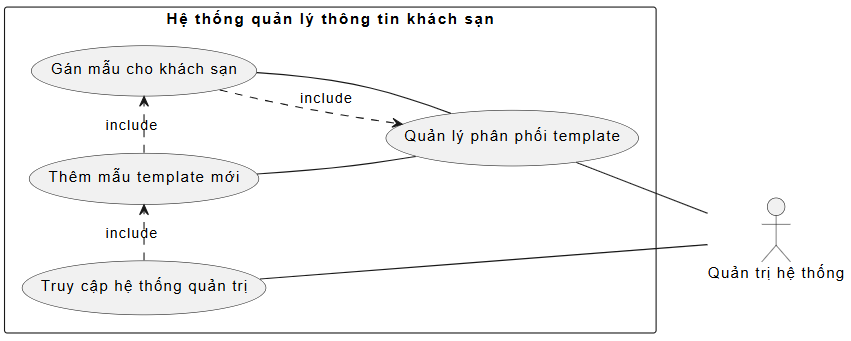 Hệ thống quản lý thông tin khách sạn
Gán mẫu cho khách sạn
include
include
Quản lý phân phối template
Thêm mẫu template mới
include
Truy cập hệ thống quản trị
Quản trị hệ thống